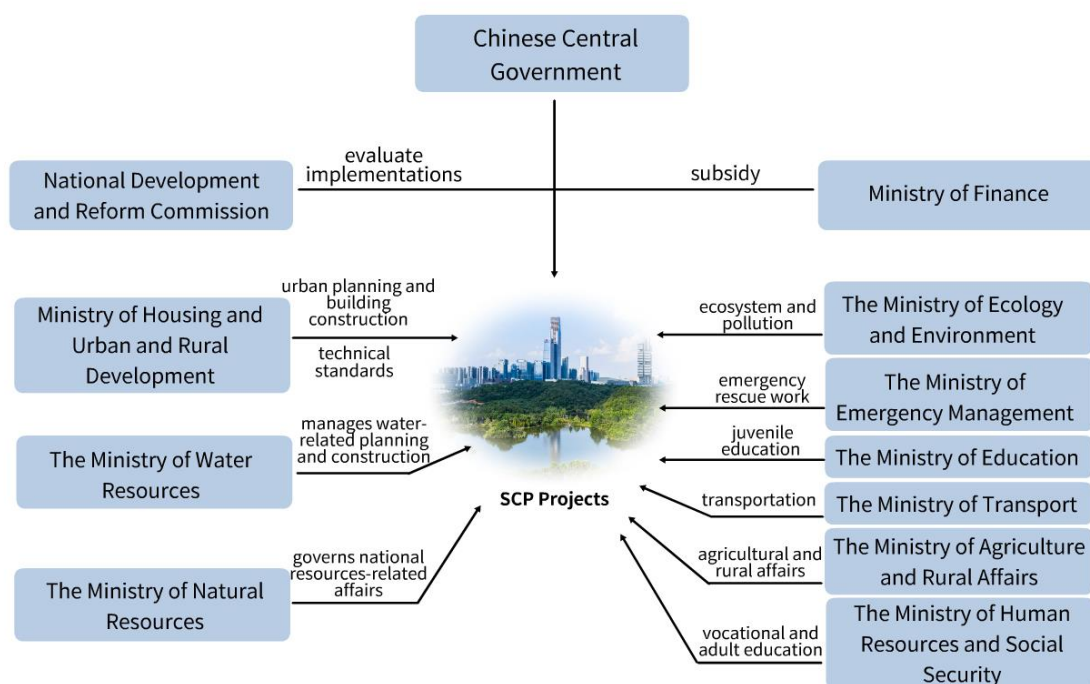 Chinese Central
Government
evaluate
implementations
subsidy
National Development
and Reform Commission
Ministry of Finance
urban planning and
building
construction
technical
standards
Ministry of Housing and
Urban and Rural
Development
ecosystem and
pollution
The Ministry of Ecology
and Environment
emergency
rescue work
The Ministry of
Emergency Management
manages water-
related planning
and construction
The Ministry of Water
Resources
juvenile
education
The Ministry of Education
SCP Projects
transportation
The Ministry of Transport
governs national
resources-related
affairs
The Ministry of Natural
Resources
agricultural and
rural affairs
The Ministry of Agriculture
and Rural Affairs
vocational and
adult education
The Ministry of Human
Resources and Social
Security